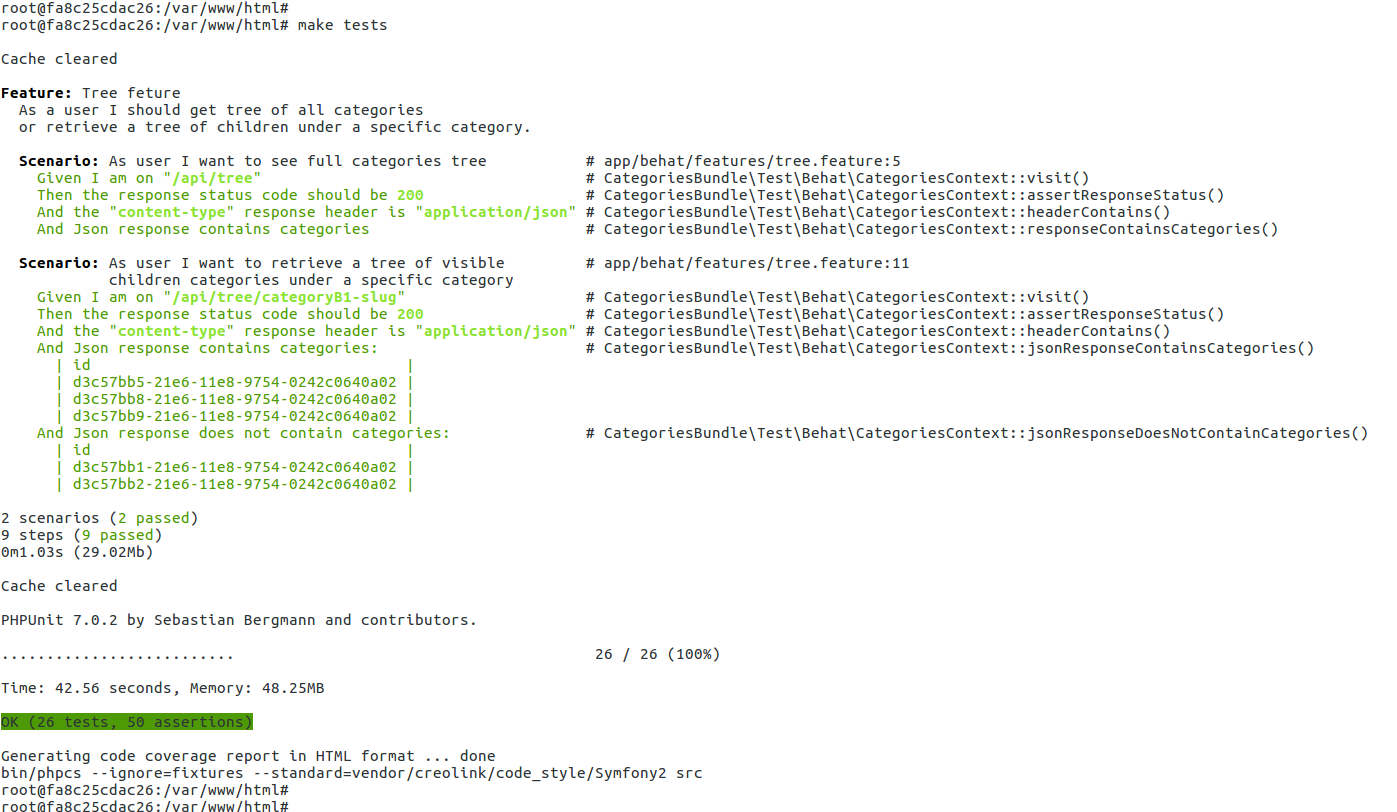 root@fa8c25cdac26:/var/www/html#
root@fa8c25cdac26:/var/www/html# make tests
Cache cleared
Feature: Tree feture
As a user I should get tree of all categories
or retrieve a tree of children under a specific category.
Scenario: As user I want to see full categories tree # app/behat/features/tree.feature:5
Given I am on "/api/tree" # CategoriesBundle\Test\Behat\CategoriesContext::visit()
Then the response status code should be 200 # CategoriesBundle\Test\Behat\CategoriesContext::assertResponseStatus()
And the "content-type" response header is "application/json" # CategoriesBundle\Test\Behat\CategoriesContext::headerContains()
And Json response contains categories # CategoriesBundle\Test\Behat\CategoriesContext::responseContainsCategories()
Scenario: As user I want to retrieve a tree of visible # app/behat/features/tree.feature:11
children categories under a specific category
Given I am on "/api/tree/categoryB1-slug" # CategoriesBundle\Test\Behat\CategoriesContext::visit()
Then the response status code should be 200 # CategoriesBundle\Test\Behat\CategoriesContext::assertResponseStatus()
And the "content-type" response header is "application/json" # CategoriesBundle\Test\Behat\CategoriesContext::headerContains()
And Json response contains categories: # CategoriesBundle\Test\Behat\CategoriesContext::jsonResponseContainsCategories()
| id |
| d3c57bb5-21e6-11e8-9754-0242c0640a02 |
| d3c57bb8-21e6-11e8-9754-0242c0640a02 |
| d3c57bb9-21e6-11e8-9754-0242c0640a02 |
And Json response does not contain categories: # CategoriesBundle\Test\Behat\CategoriesContext::jsonResponseDoesNotContainCategories()
| id |
| d3c57bb1-21e6-11e8-9754-0242c0640a02 |
| d3c57bb2-21e6-11e8-9754-0242c0640a02 |
2 scenarios (2 passed)
9 steps (9 passed)
0m1.03s (29.02Mb)
Cache cleared
PHPUnit 7.0.2 by Sebastian Bergmann and contributors.
.......................... 26 / 26 (100%)
Time: 42.56 seconds, Memory: 48.25MB
OK (26 tests, 50 assertions)
Generating code coverage report in HTML format ... done
bin/phpcs --ignore=fixtures --standard=vendor/creolink/code_style/Symfony2 src
root@fa8c25cdac26:/var/www/html#
root@fa8c25cdac26:/var/www/html#